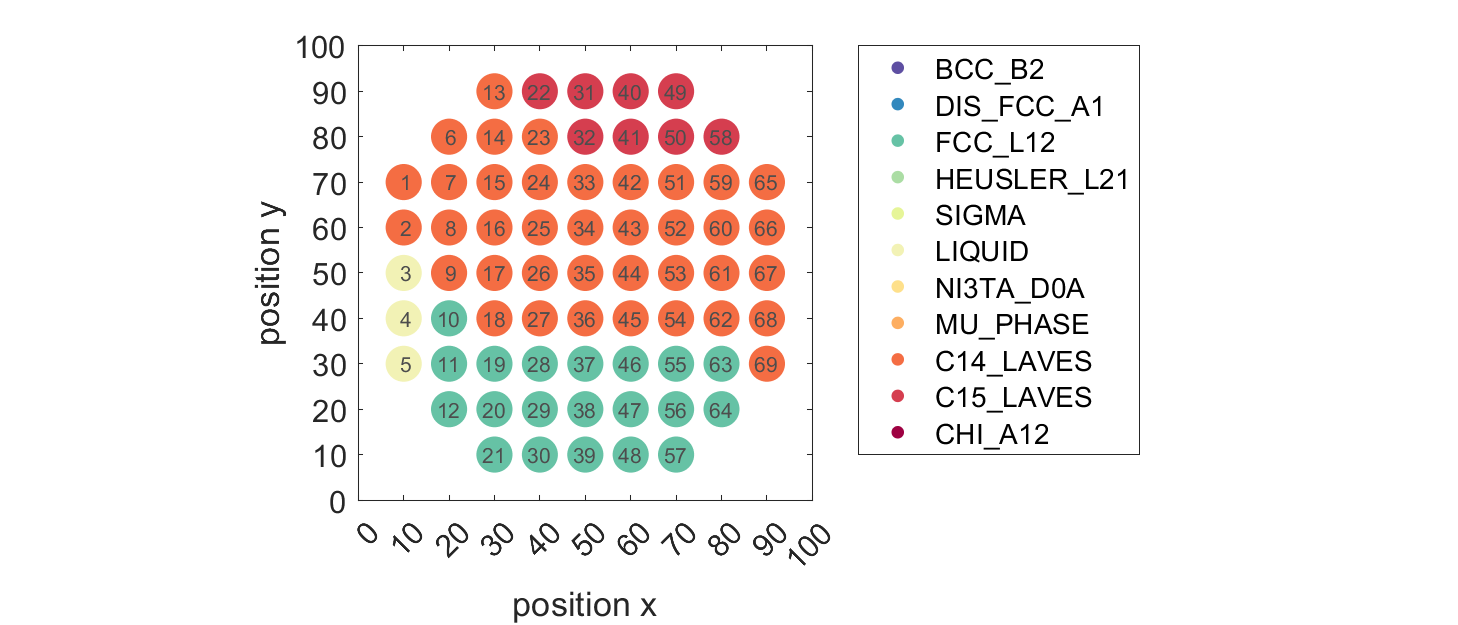 100
90
80
70
60
50
40
30
20
10
0
position y
13 22 31 40 49
6 14 23 32 41 50 58
1 7 15 24 33 42 51 59 65
2 8 16 25 34 43 52 60 66
3 9 17 26 35 44 53 61 67
4 10 18 27 36 45 54 62 68
5 11 19 28 37 46 55 63 69
12 20 29 38 47 56 64
21 30 39 48 57
0 10 20 30 40 50 60 70 80 90 100
position x
BCC_B2
DIS_FCC_A1
FCC_L12
HEUSLER_L21
SIGMA
LIQUID
NI3TA_D0A
MU_PHASE
C14_LAVES
C15_LAVES
CHI_A12